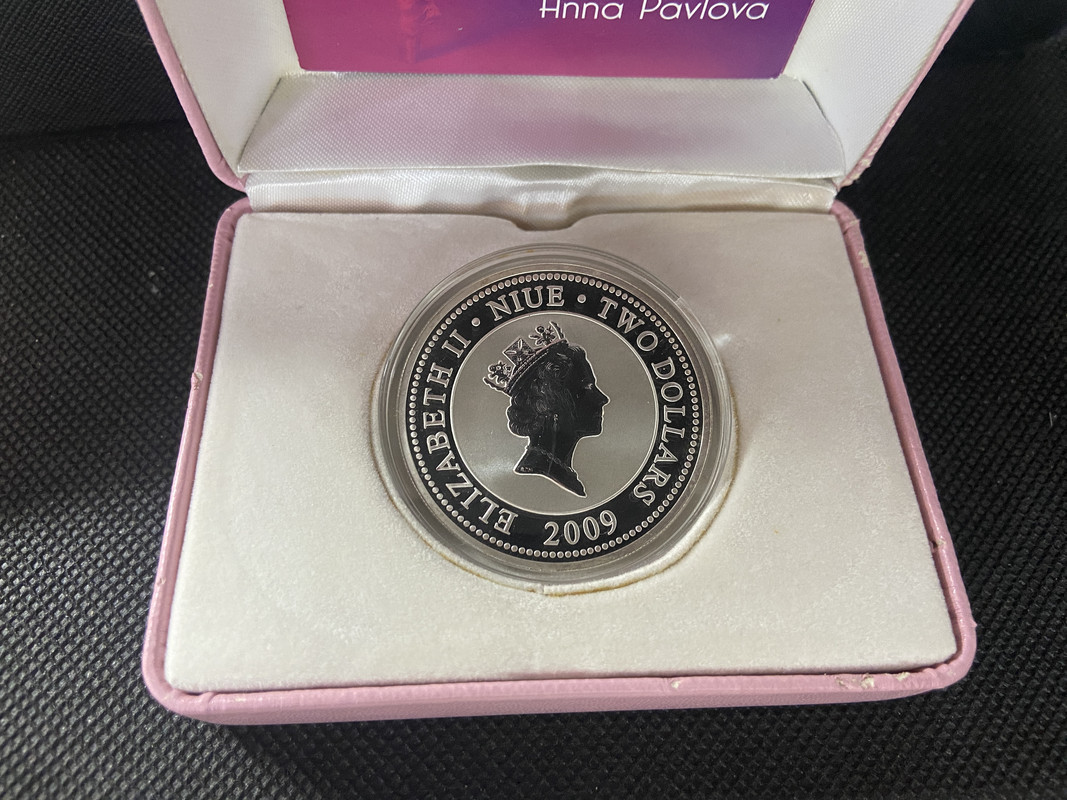 Anna Pavlova
ELIZABETH II • NIUE • TWO DOLLARS
2009